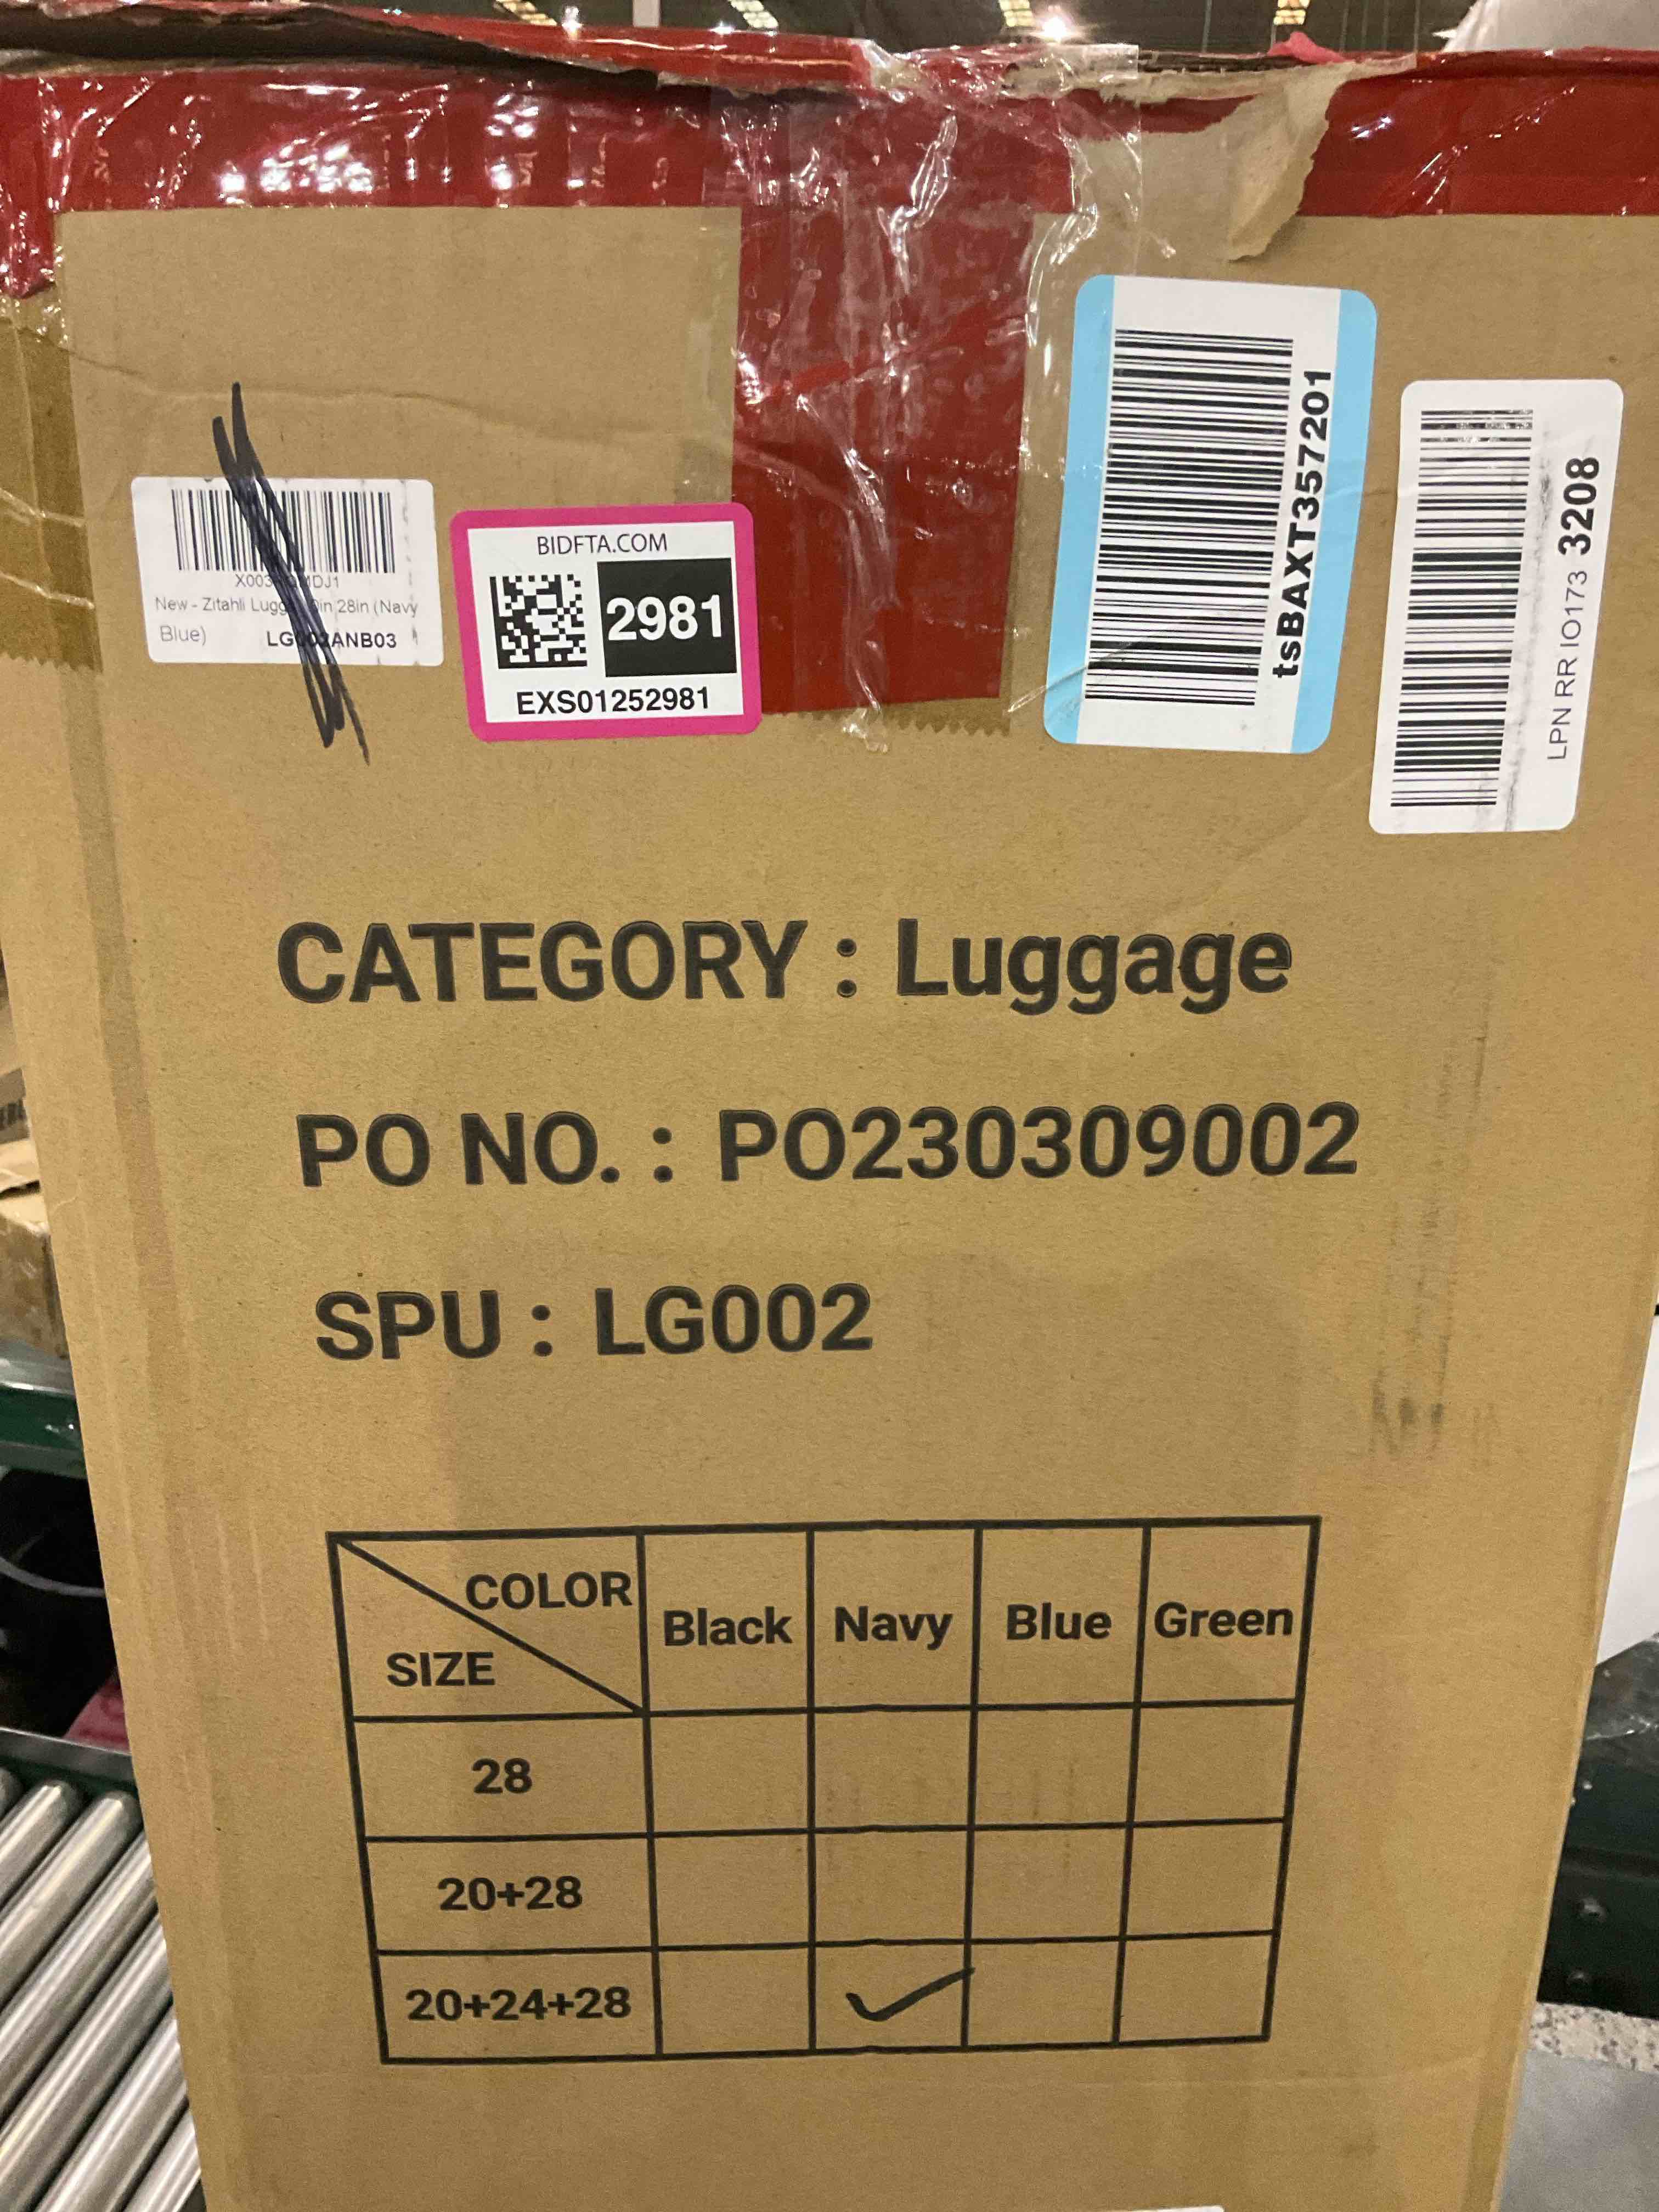 New - Zitahli 28in (Navy
Blue)
BIDFTA.COM
2981
EXS01252981
tsBAXT357201
LPN RR IO173 3208
CATEGORY : Luggage
PO NO. : PO230309002
SPU : LG002
COLOR
SIZE
Black Navy Blue Green
28
20+28
20+24+28